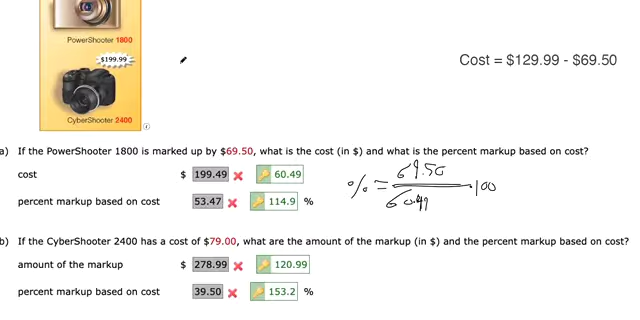 PowerShooter 1800
$199.99
Cost = $129.99 - $69.50
CyberShooter 2400
a) If the PowerShooter 1800 is marked up by $69.50, what is the cost (in $) and what is the percent markup based on cost?
cost $ 199.49 60.49
% = 69.50 / 60.49 · 100
percent markup based on cost 53.47 114.9 %
b) If the CyberShooter 2400 has a cost of $79.00, what are the amount of the markup (in $) and the percent markup based on cost?
amount of the markup $ 278.99 120.99
percent markup based on cost 39.50 153.2 %